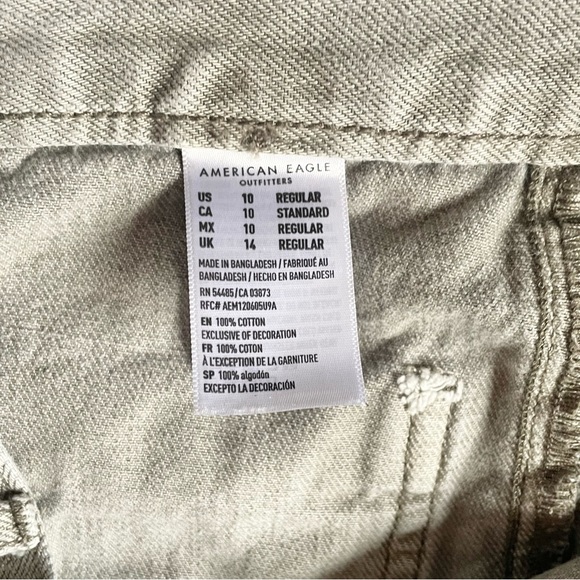 AMERICAN EAGLE
OUTFITTERS
US 10 REGULAR
CA 10 STANDARD
MX 10 REGULAR
UK 14 REGULAR
MADE IN BANGLADESH / FABRIQUÉ AU
BANGLADESH / HECHO EN BANGLADESH
RN 54485/CA 03873
RFC# AEM120605U9A
EN 100% COTTON
EXCLUSIVE OF DECORATION
FR 100% COTON
À L'EXCEPTION DE LA GARNITURE
SP 100% algodón
EXCEPTO LA DECORACIÓN